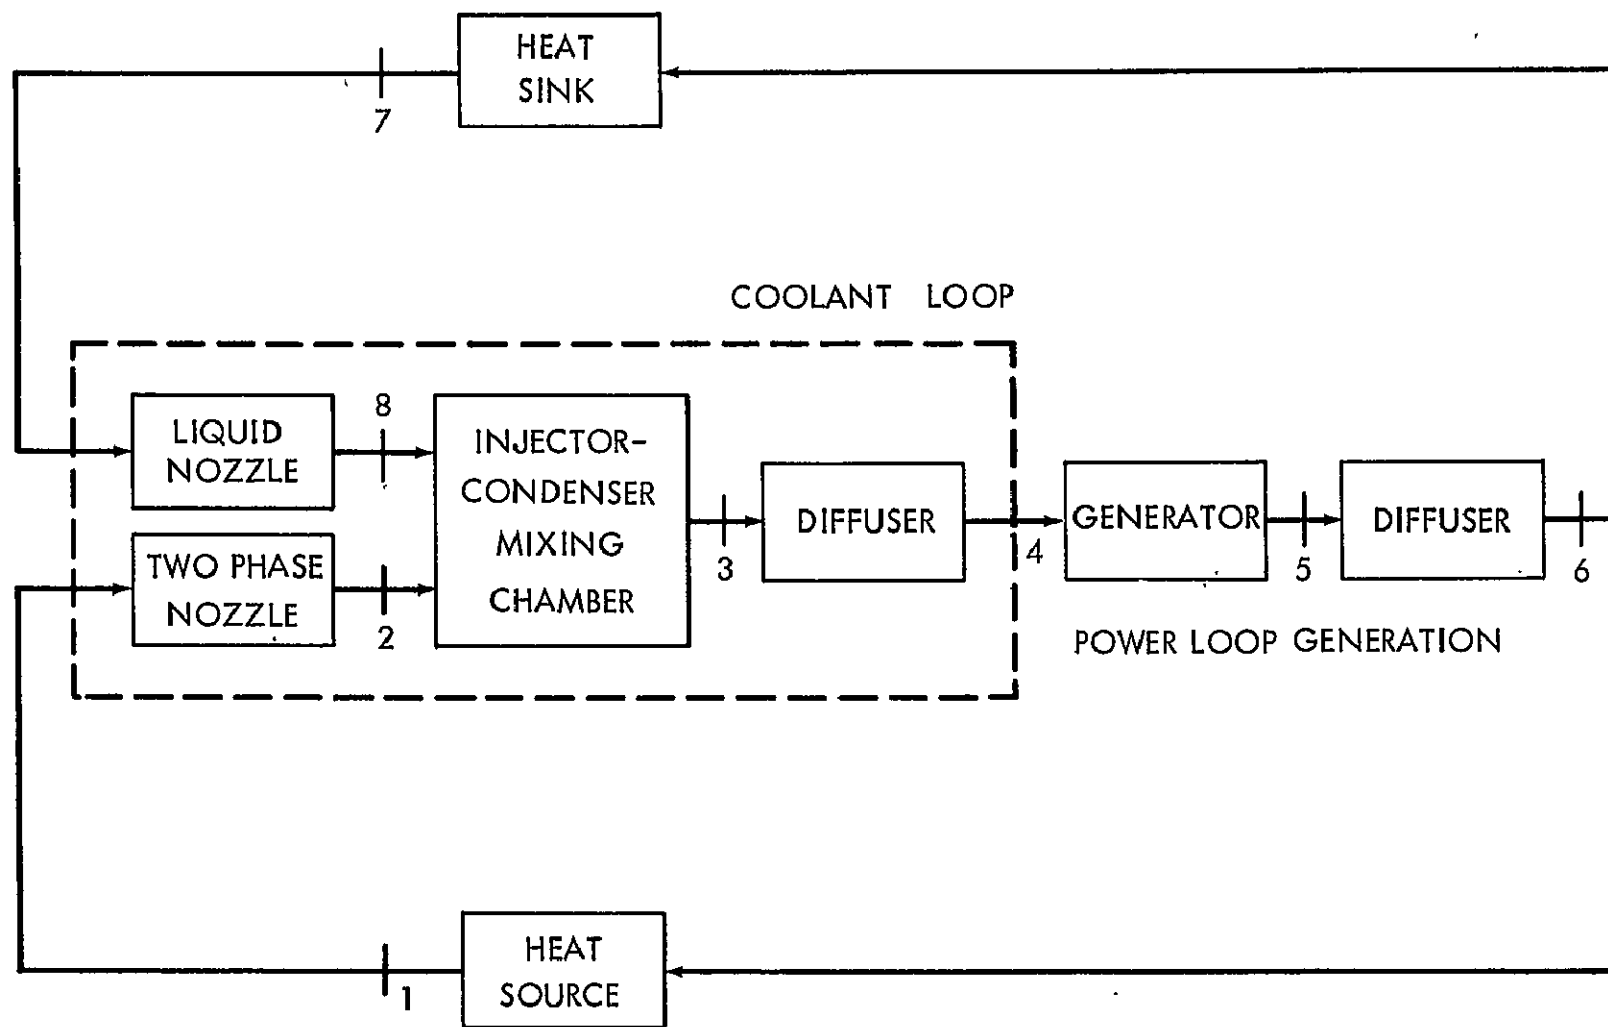 HEAT
SINK
7
COOLANT LOOP
LIQUID
NOZZLE
8
INJECTOR-
CONDENSER
MIXING
CHAMBER
TWO PHASE
NOZZLE
2
3
DIFFUSER
4
GENERATOR
5
DIFFUSER
6
POWER LOOP GENERATION
HEAT
SOURCE
1